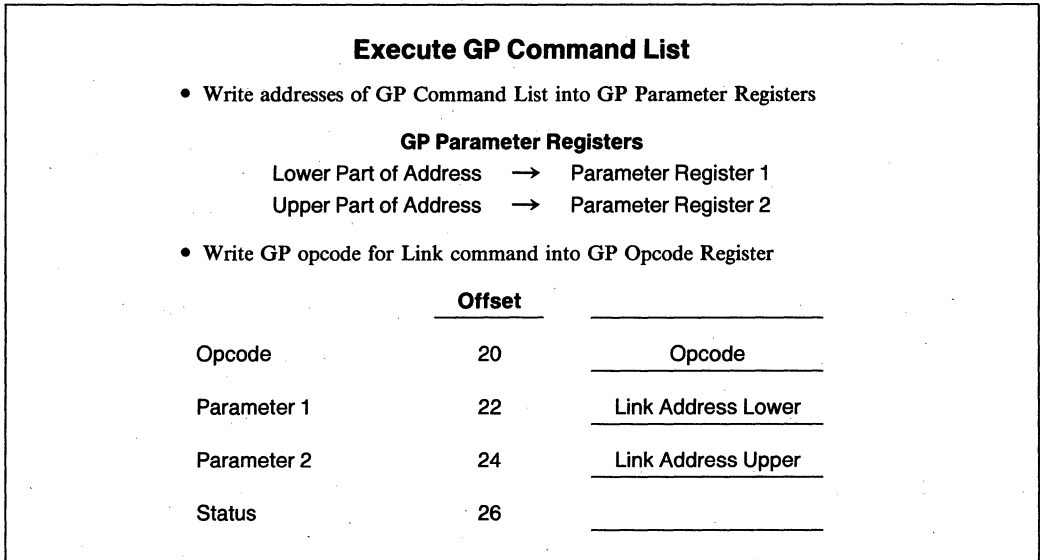 Execute GP Command List
• Write addresses of GP Command List into GP Parameter Registers
GP Parameter Registers
Lower Part of Address → Parameter Register 1
Upper Part of Address → Parameter Register 2
• Write GP opcode for Link command into GP Opcode Register
Offset
Opcode 20 Opcode
Parameter 1 22 Link Address Lower
Parameter 2 24 Link Address Upper
Status 26